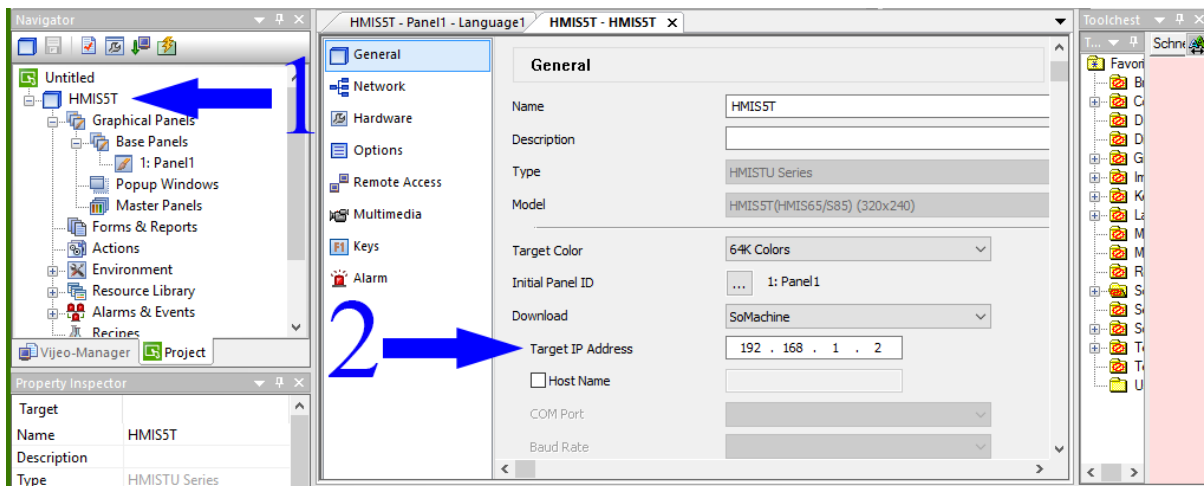 Navigator
Untitled
HMIS5T
Graphical Panels
Base Panels
1: Panel1
Popup Windows
Master Panels
Forms & Reports
Actions
Environment
Resource Library
Alarms & Events
Recipes
Vijeo-Manager
Project
1
2
Property Inspector
Target
Name HMIS5T
Description
Type HMISTU Series
HMIS5T - Panel1 - Language1
HMIS5T - HMIS5T
General
Network
Hardware
Options
Remote Access
Multimedia
F1 Keys
Alarm
General
Name HMIS5T
Description
Type HMISTU Series
Model HMIS5T(HMIS65/S85) (320x240)
Target Color 64K Colors
Initial Panel ID ... 1: Panel1
Download SoMachine
Target IP Address 192 . 168 . 1 . 2
Host Name
COM Port
Baud Rate
Toolchest
T...
Schne
Favori
B
C
D
D
G
Im
K
La
M
M
R
S
S
S
T
T
U